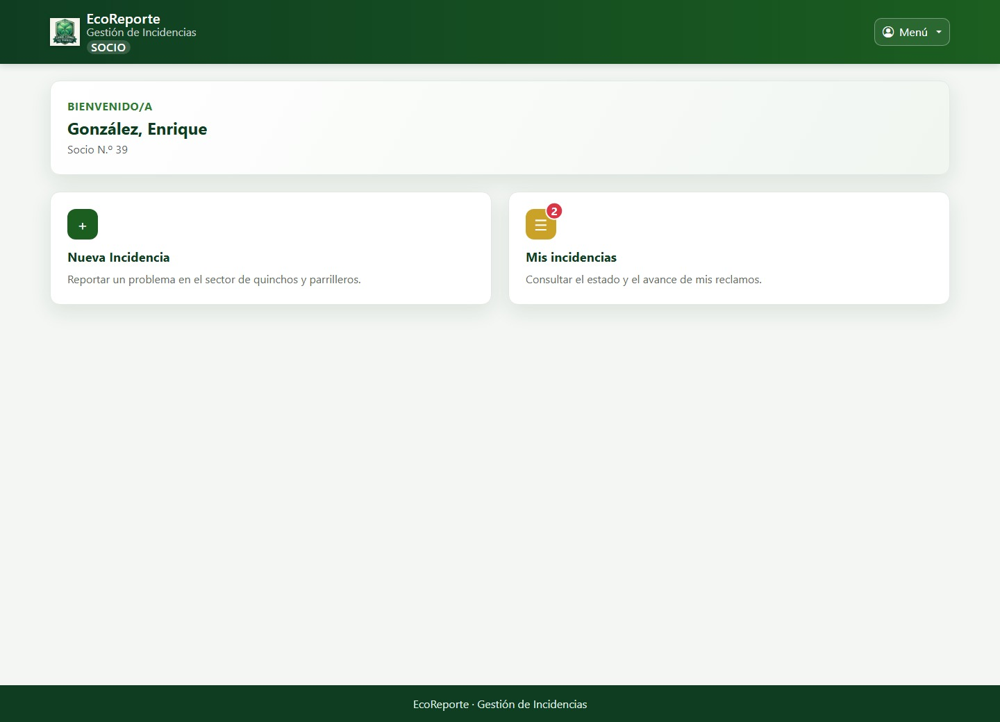 EcoReporte
Gestión de Incidencias
SOCIO
Menú
BIENVENIDO/A
González, Enrique
Socio N.º 39
+
Nueva Incidencia
Reportar un problema en el sector de quinchos y parrilleros.
2
Mis incidencias
Consultar el estado y el avance de mis reclamos.
EcoReporte · Gestión de Incidencias